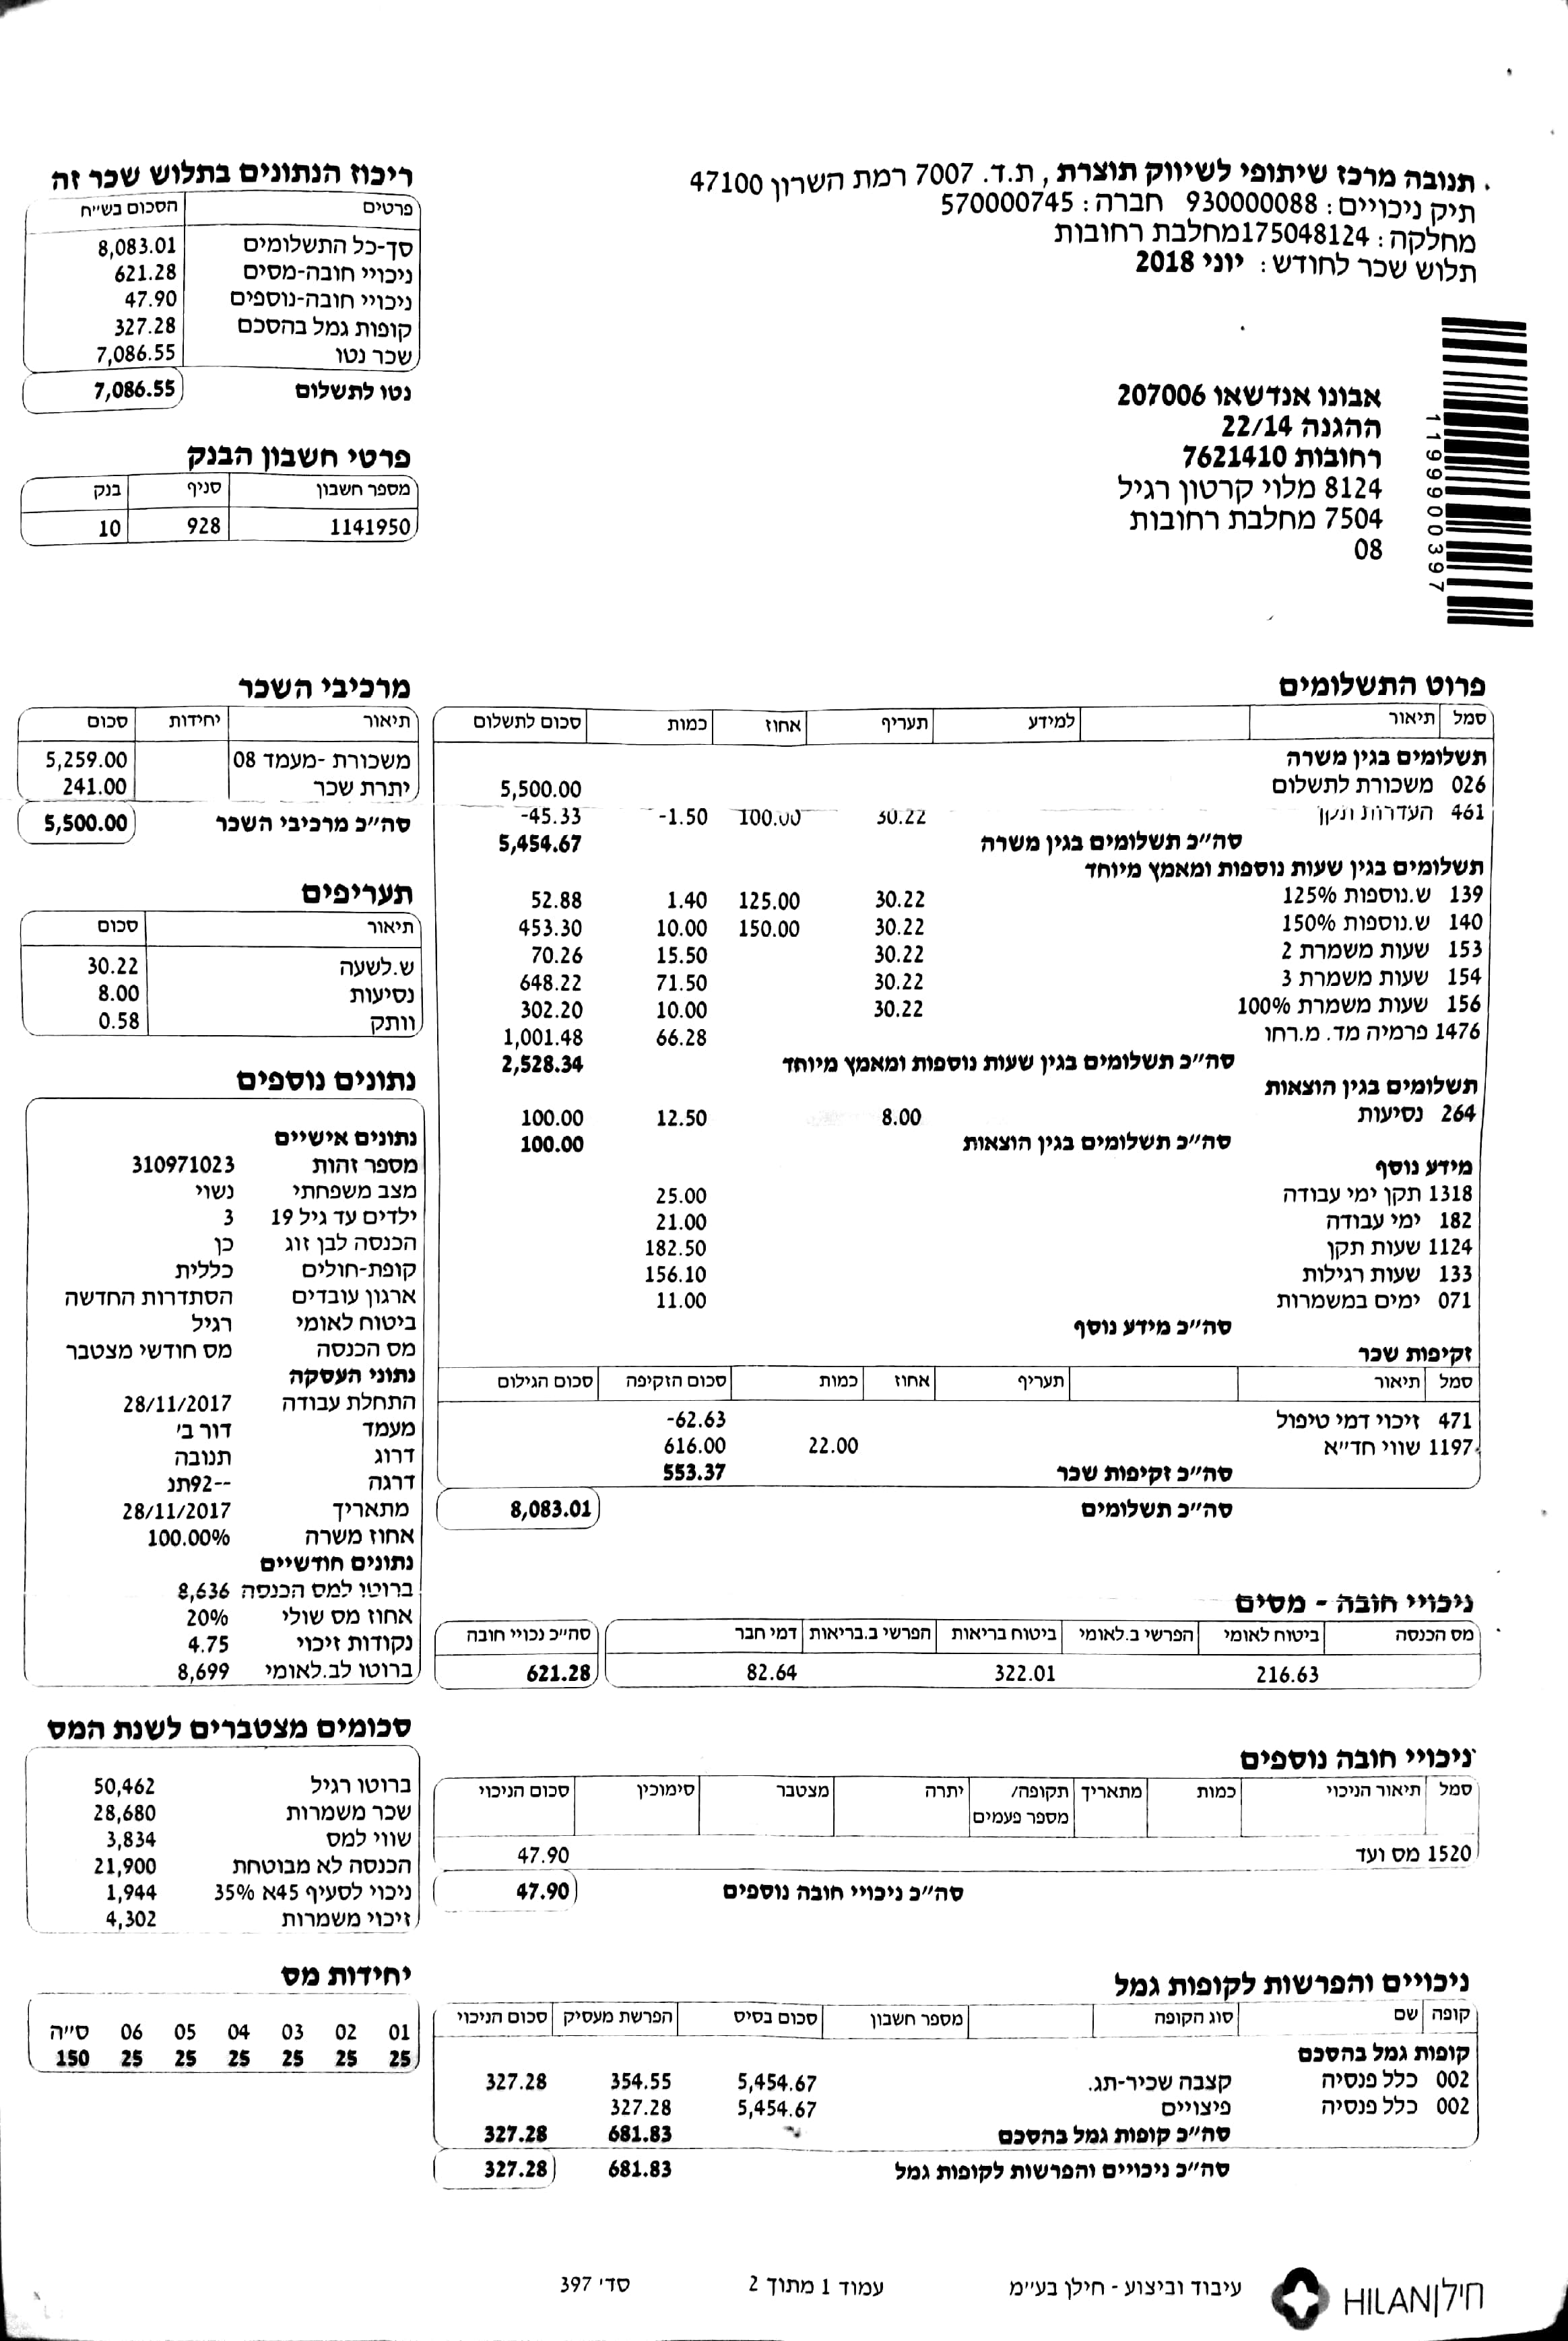 תנובה מרכז שיתופי לשיווק תוצרת , ת.ד. 7007 רמת השרון 47100
תיק ניכויים : 930000088 חברה : 570000745
מחלקה : 175048124מחלבת רחובות
תלוש שכר לחודש : יוני 2018
אבונו אנדשאו 207006
ההגנה 22/14
רחובות 7621410
8124 מלוי קרטון רגיל
7504 מחלבת רחובות
08
1199900397
ריכוז הנתונים בתלוש שכר זה
פרטים הסכום בש״ח
סך-כל התשלומים 8,083.01
ניכויי חובה-מסים 621.28
ניכויי חובה-נוספים 47.90
קופות גמל בהסכם 327.28
שכר נטו 7,086.55
נטו לתשלום 7,086.55
פרטי חשבון הבנק
מספר חשבון סניף בנק
1141950 928 10
פרוט התשלומים
סמל תיאור למידע תעריף אחוז כמות סכום לתשלום
תשלומים בגין משרה
026 משכורת לתשלום 5,500.00
461 העדרות תקן 30.22 100.00 -1.50 -45.33
סה״כ תשלומים בגין משרה 5,454.67
תשלומים בגין שעות נוספות ומאמץ מיוחד
139 ש.נוספות 125% 30.22 125.00 1.40 52.88
140 ש.נוספות 150% 30.22 150.00 10.00 453.30
153 שעות משמרת 2 30.22 15.50 70.26
154 שעות משמרת 3 30.22 71.50 648.22
156 שעות משמרת 100% 30.22 10.00 302.20
1476 פרמיה מד. מ.רחו 66.28 1,001.48
סה״כ תשלומים בגין שעות נוספות ומאמץ מיוחד 2,528.34
תשלומים בגין הוצאות
264 נסיעות 8.00 12.50 100.00
סה״כ תשלומים בגין הוצאות 100.00
מידע נוסף
1318 תקן ימי עבודה 25.00
182 ימי עבודה 21.00
1124 שעות תקן 182.50
133 שעות רגילות 156.10
071 ימים במשמרות 11.00
סה״כ מידע נוסף
זקיפות שכר
סמל תיאור תעריף אחוז כמות סכום הזקיפה סכום הגילום
471 זיכוי דמי טיפול -62.63
1197 שווי חד״א 22.00 616.00
סה״כ זקיפות שכר 553.37
סה״כ תשלומים 8,083.01
מרכיבי השכר
תיאור יחידות סכום
משכורת -מעמד 08 5,259.00
יתרת שכר 241.00
סה״כ מרכיבי השכר 5,500.00
תעריפים
תיאור סכום
ש.לשעה 30.22
נסיעות 8.00
וותק 0.58
נתונים נוספים
נתונים אישיים
מספר זהות 310971023
מצב משפחתי נשוי
ילדים עד גיל 19 3
הכנסה לבן זוג כן
קופת-חולים כללית
ארגון עובדים הסתדרות החדשה
ביטוח לאומי רגיל
מס הכנסה מס חודשי מצטבר
נתוני העסקה
התחלת עבודה 28/11/2017
מעמד דור ב׳
דרוג תנובה
דרגה --92תנ
מתאריך 28/11/2017
אחוז משרה 100.00%
נתונים חודשיים
ברוטו למס הכנסה 8,636
אחוז מס שולי 20%
נקודות זיכוי 4.75
ברוטו לב.לאומי 8,699
ניכויי חובה - מסים
מס הכנסה ביטוח לאומי הפרשי ב.לאומי ביטוח בריאות הפרשי ב.בריאות דמי חבר סה״כ נכויי חובה
216.63 322.01 82.64 621.28
סכומים מצטברים לשנת המס
ברוטו רגיל 50,462
שכר משמרות 28,680
שווי למס 3,834
הכנסה לא מבוטחת 21,900
ניכוי לסעיף 45א 35% 1,944
זיכוי משמרות 4,302
ניכויי חובה נוספים
סמל תיאור הניכוי כמות מתאריך תקופה/ יתרה מצטבר סימוכין סכום הניכוי
מספר פעמים
1520 מס ועד 47.90
סה״כ ניכויי חובה נוספים 47.90
יחידות מס
01 02 03 04 05 06 ס״ה
25 25 25 25 25 25 150
ניכויים והפרשות לקופות גמל
קופה שם סוג הקופה מספר חשבון סכום בסיס הפרשת מעסיק סכום הניכוי
קופות גמל בהסכם
002 כלל פנסיה קצבה שכיר-תג. 5,454.67 354.55 327.28
002 כלל פנסיה פיצויים 5,454.67 327.28
סה״כ קופות גמל בהסכם 681.83 327.28
סה״כ ניכויים והפרשות לקופות גמל 681.83 327.28
חילן|HILAN עיבוד וביצוע - חילן בע״מ עמוד 1 מתוך 2 סד׳ 397